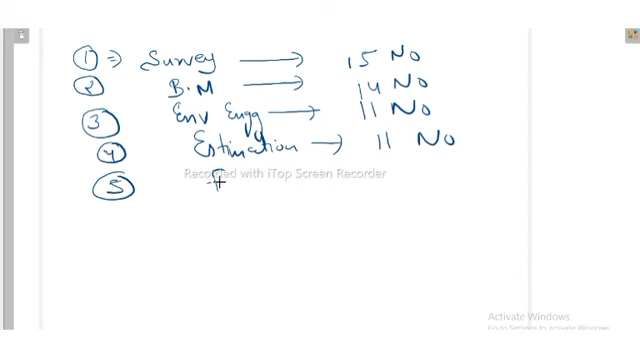 ① ⇒ Survey → 15 No
② B.M → 14 No
③ Env Engg → 11 No
④ Estimation → 11 No
Recorded with iTop Screen Recorder
⑤
Activate Windows
Go to Settings to activate Windows